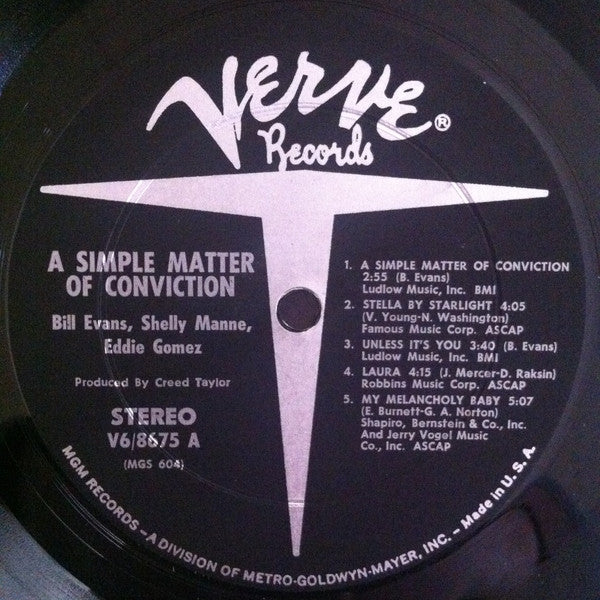 Verve®
Records
A SIMPLE MATTER
OF CONVICTION
Bill Evans, Shelly Manne,
Eddie Gomez
Produced By Creed Taylor
STEREO
V6/8675 A
(MGS 604)
1. A SIMPLE MATTER OF CONVICTION
2:55 (B. Evans)
Ludlow Music, Inc. BMI
2. STELLA BY STARLIGHT 4:05
(V. Young-N. Washington)
Famous Music Corp. ASCAP
3. UNLESS IT'S YOU 3:40 (B. Evans)
Ludlow Music, Inc. BMI
4. LAURA 4:15 (J. Mercer-D. Raksin)
Robbins Music Corp. ASCAP
5. MY MELANCHOLY BABY 5:07
(E. Burnett-G. A. Norton)
Shapiro, Bernstein & Co., Inc.
And Jerry Vogel Music
Co., Inc. ASCAP
MGM RECORDS–A DIVISION OF METRO-GOLDWYN-MAYER, INC. – Made in U. S. A.